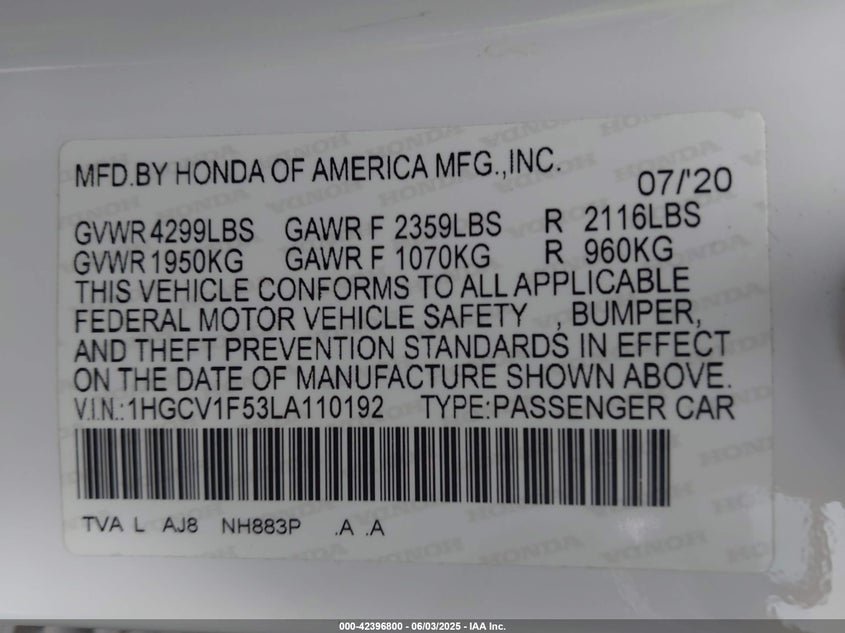 MFD.BY HONDA OF AMERICA MFG.,INC. 07/'20
GVWR 4299LBS GAWR F 2359LBS R 2116LBS
GVWR 1950KG GAWR F 1070KG R 960KG
THIS VEHICLE CONFORMS TO ALL APPLICABLE
FEDERAL MOTOR VEHICLE SAFETY , BUMPER,
AND THEFT PREVENTION STANDARDS IN EFFECT
ON THE DATE OF MANUFACTURE SHOWN ABOVE.
V.I.N.:1HGCV1F53LA110192 TYPE:PASSENGER CAR
TVA L AJ8 NH883P .A .A
000-42396800 - 06/03/2025 - IAA Inc.